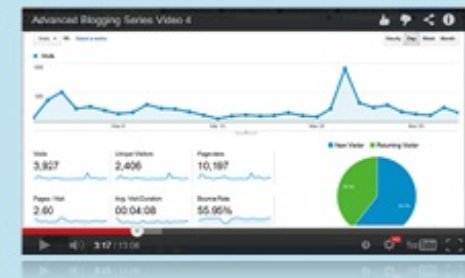 Advanced Blogging Series Video 4
Visits
Hourly Day Week Month
Visits
New Visitor Returning Visitor
Visits
Unique Visitors
Pageviews
3,927
2,406
10,197
Pages / Visit
Avg. Visit Duration
Bounce Rate
2.60
00:04:08
55.95%
3:17 / 13:08